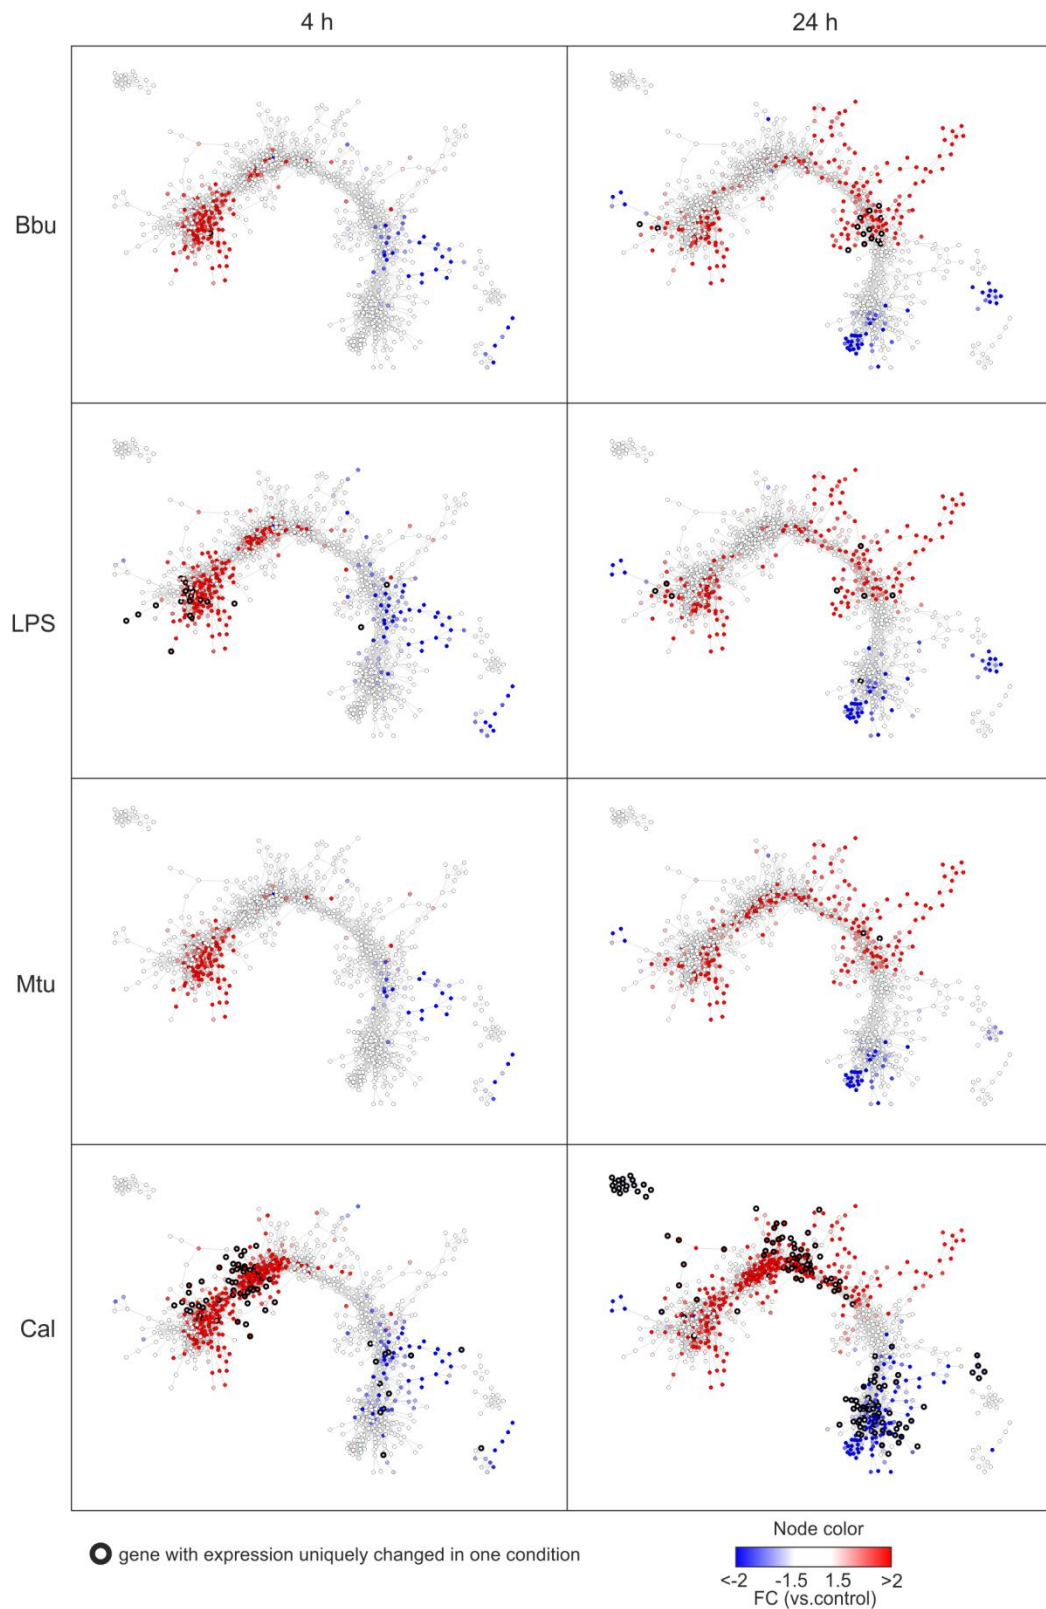 4 h 24 h
Bbu
LPS
Mtu
Cal
gene with expression uniquely changed in one condition
Node color
<-2 -1.5 1.5 >2
FC (vs.control)